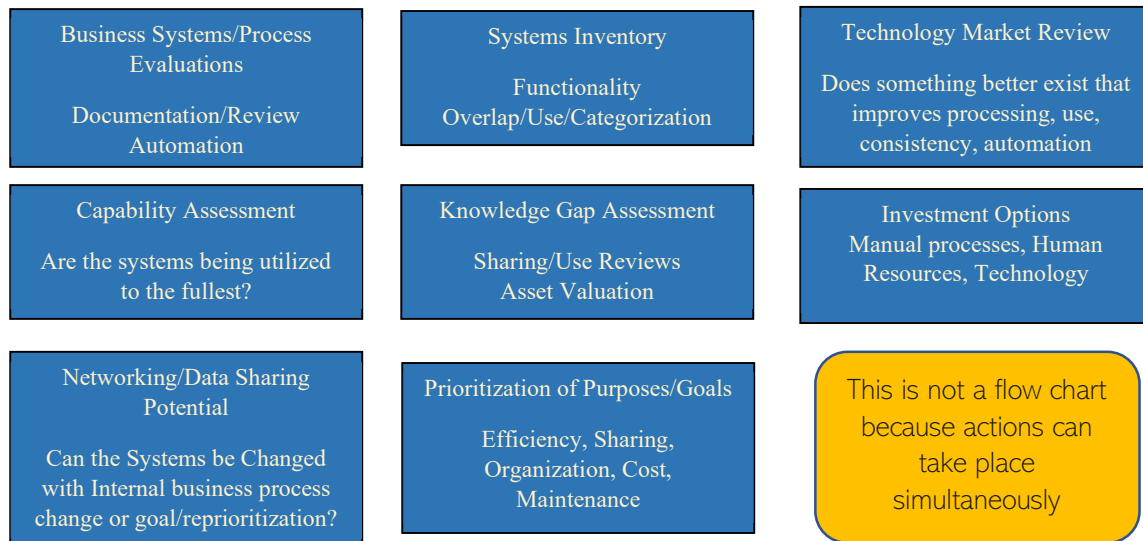 Business Systems/Process
Evaluations
Documentation/Review
Automation
Systems Inventory
Functionality
Overlap/Use/Categorization
Technology Market Review
Does something better exist that
improves processing, use,
consistency, automation
Capability Assessment
Are the systems being utilized
to the fullest?
Knowledge Gap Assessment
Sharing/Use Reviews
Asset Valuation
Investment Options
Manual processes, Human
Resources, Technology
Networking/Data Sharing
Potential
Can the Systems be Changed
with Internal business process
change or goal/reprioritization?
Prioritization of Purposes/Goals
Efficiency, Sharing,
Organization, Cost,
Maintenance
This is not a flow chart
because actions can
take place
simultaneously